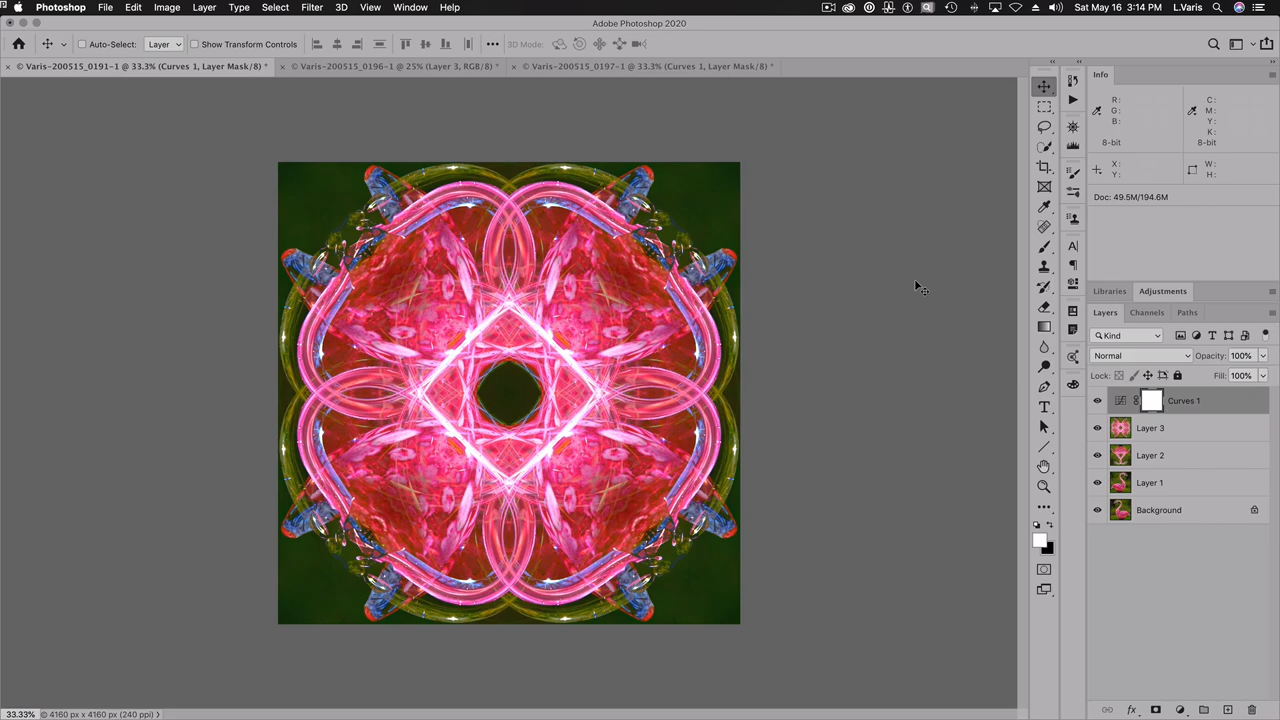 Photoshop File Edit Image Layer Type Select Filter 3D View Window Help Sat May 16 3:14 PM L.Varis
Adobe Photoshop 2020
Auto-Select: Layer Show Transform Controls 3D Mode:
© Varis-200515_0191-1 @ 33.3% (Curves 1, Layer Mask/8) *
© Varis-200515_0196-1 @ 25% (Layer 3, RGB/8) *
© Varis-200515_0197-1 @ 33.3% (Curves 1, Layer Mask/8) *
Info
R: C:
G: M:
B: Y:
K:
8-bit 8-bit
X: W:
Y: H:
Doc: 49.5M/194.6M
Libraries Adjustments
Layers Channels Paths
Kind
Normal Opacity: 100%
Lock: Fill: 100%
Curves 1
Layer 3
Layer 2
Layer 1
Background
33.33% © 4160 px x 4160 px (240 ppi)